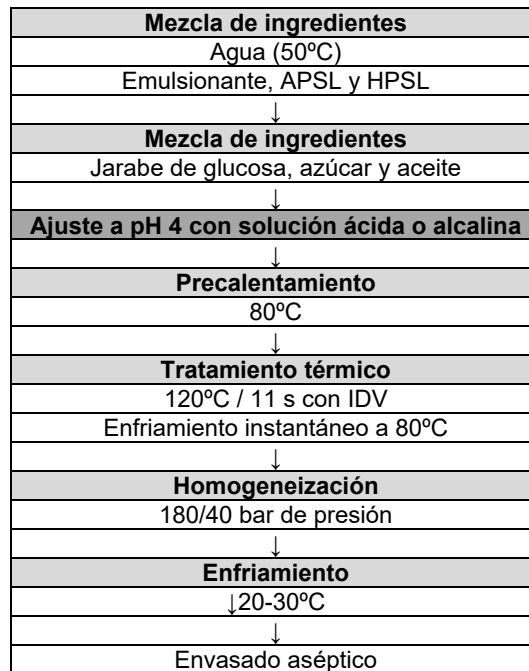 Mezcla de ingredientes
Agua (50ºC)
Emulsionante, APSL y HPSL
↓
Mezcla de ingredientes
Jarabe de glucosa, azúcar y aceite
↓
Ajuste a pH 4 con solución ácida o alcalina
↓
Precalentamiento
80ºC
↓
Tratamiento térmico
120ºC / 11 s con IDV
Enfriamiento instantáneo a 80ºC
↓
Homogeneización
180/40 bar de presión
↓
Enfriamiento
↓20-30ºC
↓
Envasado aséptico